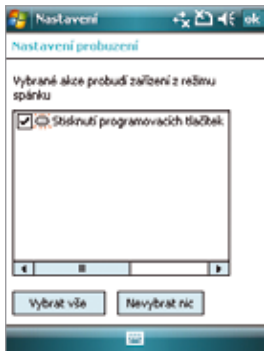 Nastavení
ok
Nastavení probuzení
Vybrané akce probudí zařízení z režimu
spánku
Stisknutí programovacích tlačítek
Vybrat vše
Nevybrat nic